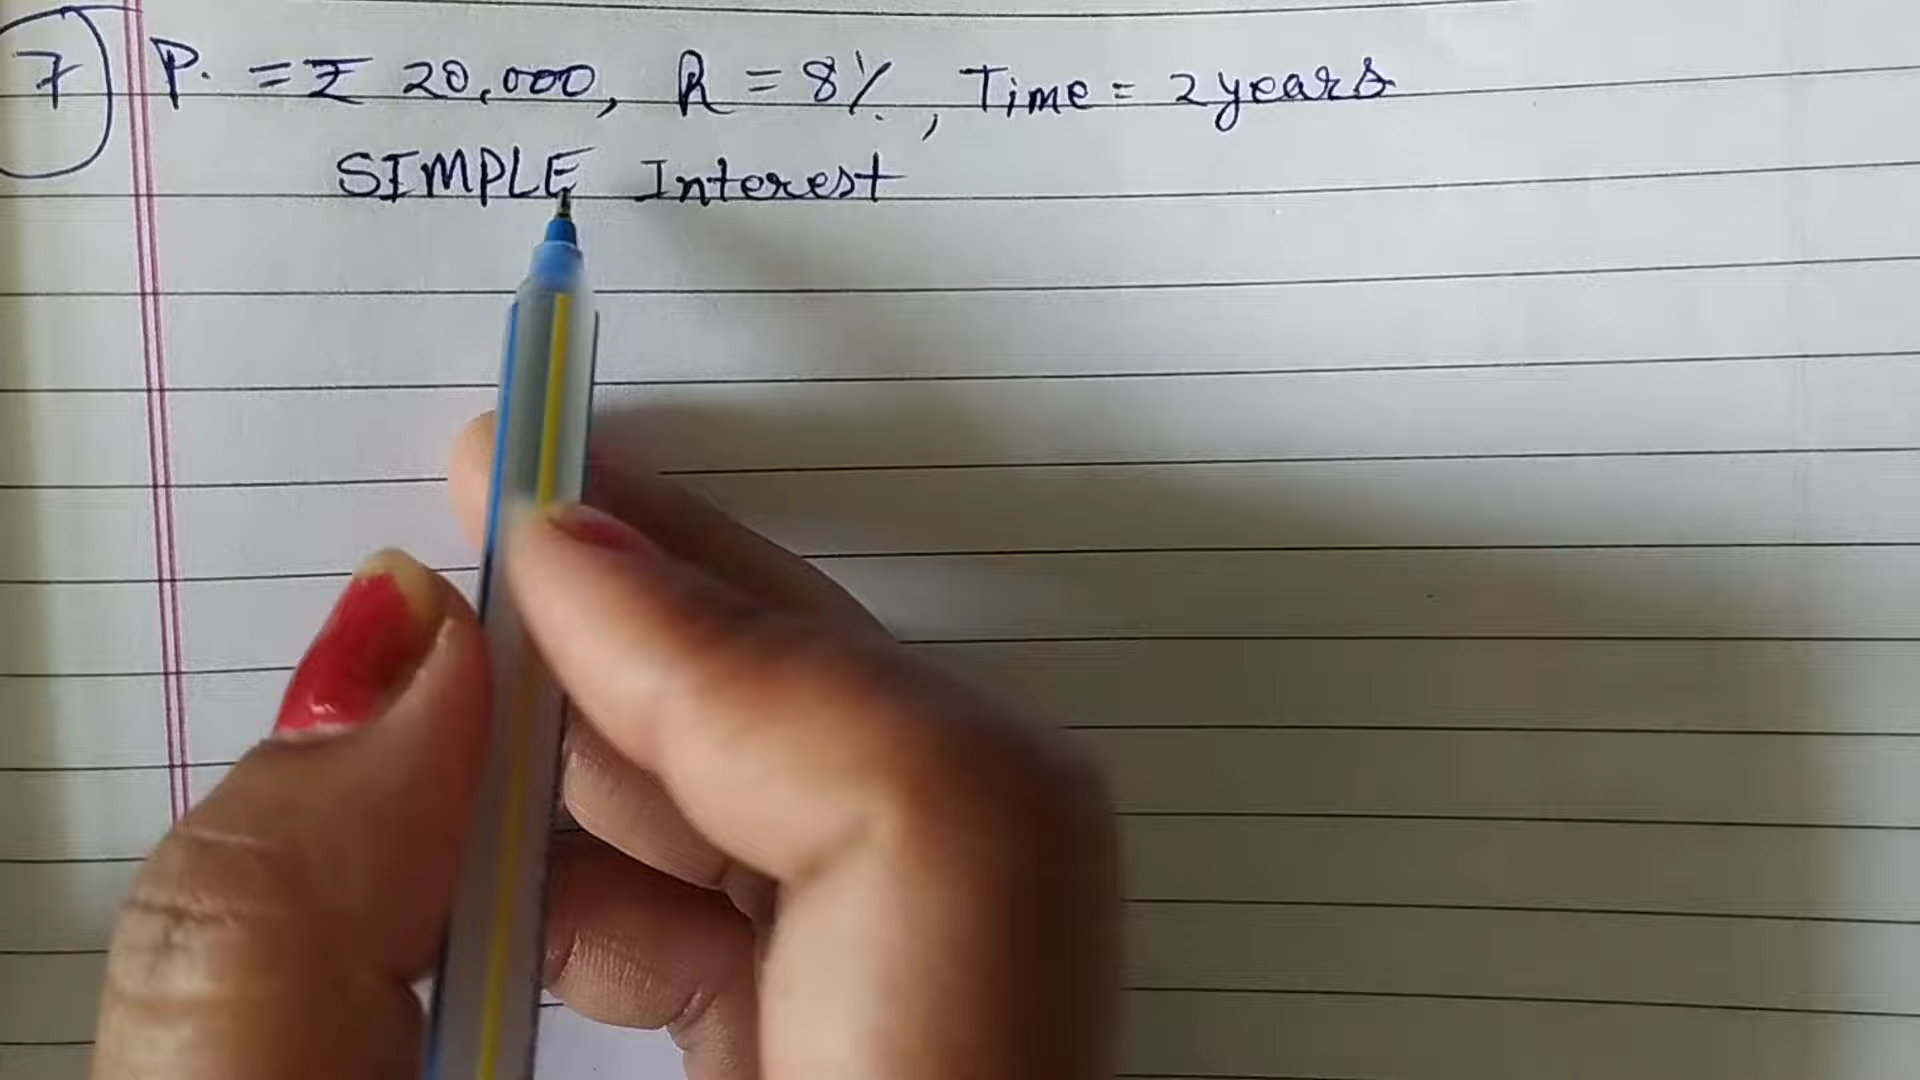 7 P. = ₹ 20,000, R = 8%, Time = 2 years
SIMPLE Interest